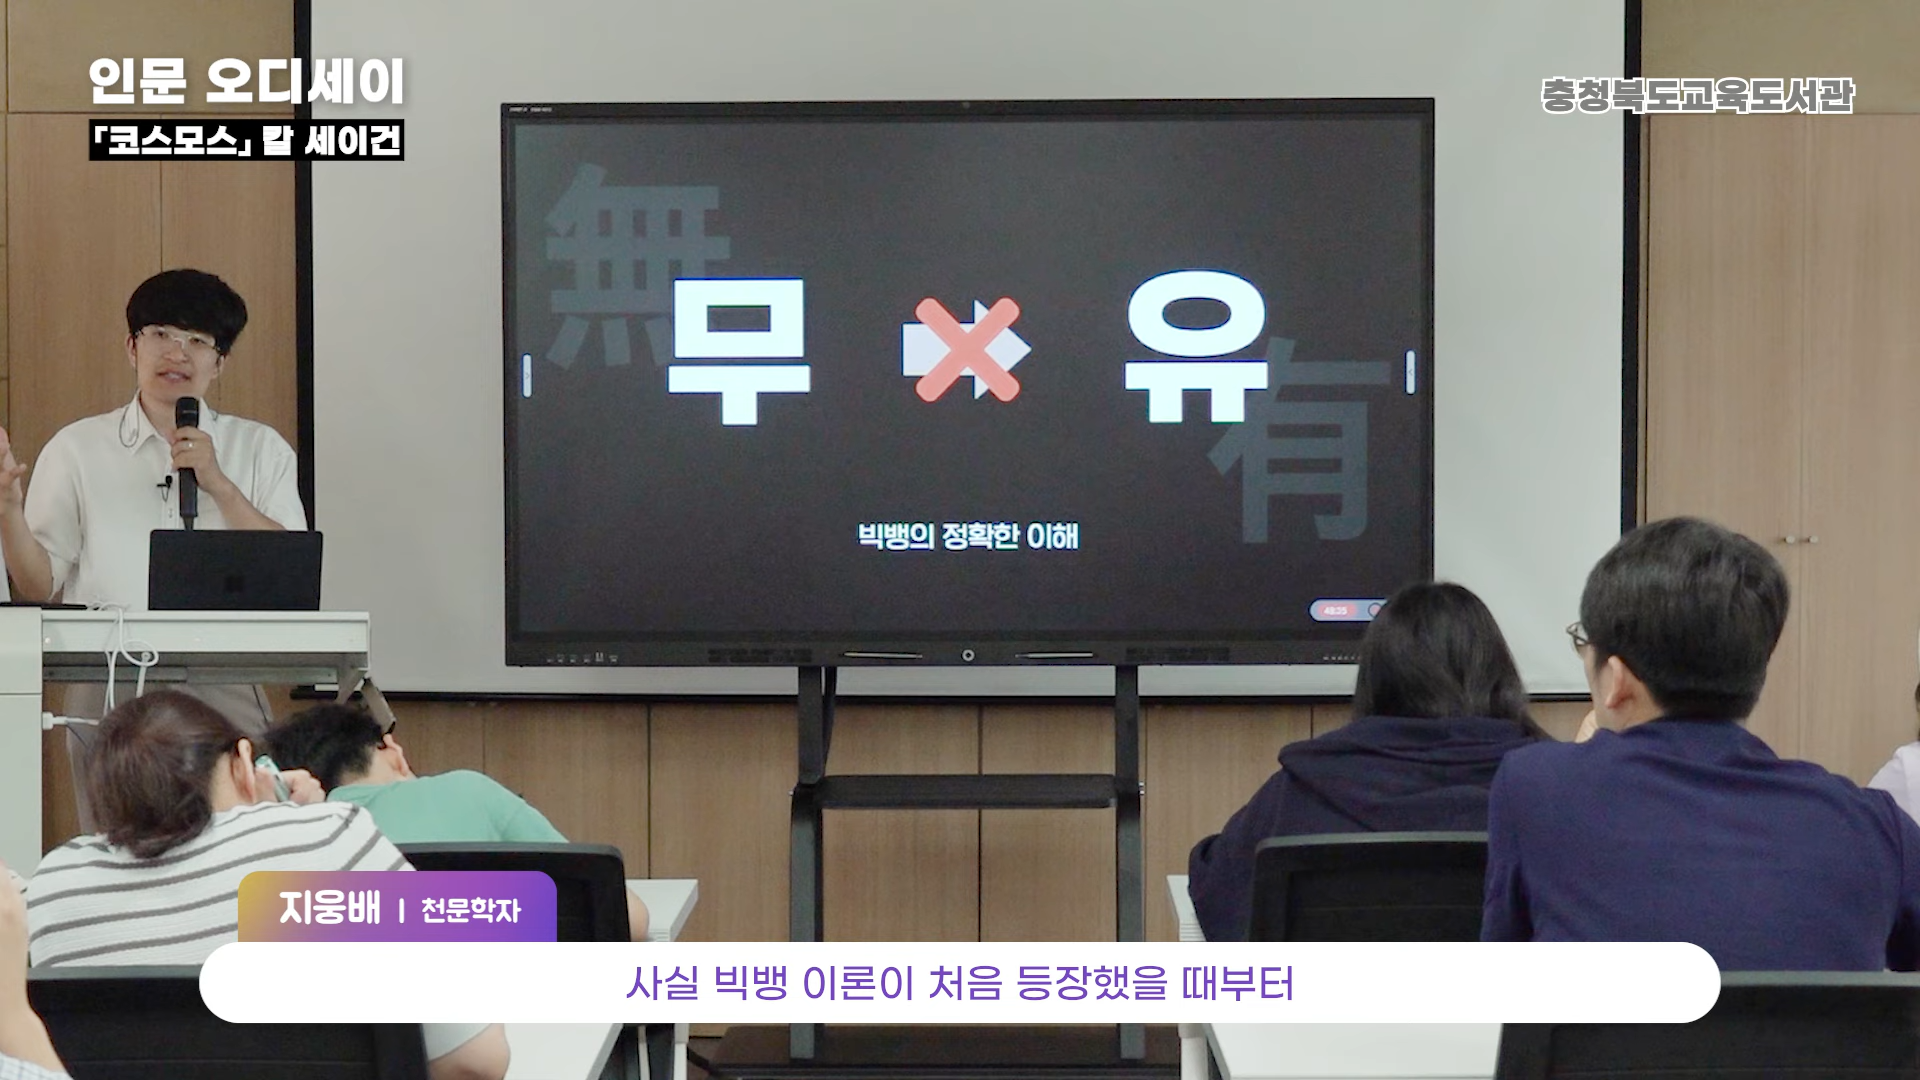 인문 오디세이
「코스모스」 칼 세이건
충청북도교육도서관
無
무
유
有
빅뱅의 정확한 이해
48:25
지웅배 | 천문학자
사실 빅뱅 이론이 처음 등장했을 때부터